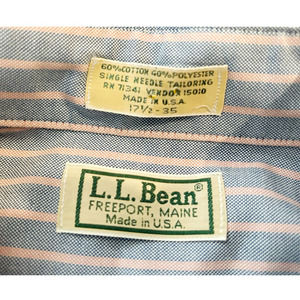 60% COTTON 40% POLYESTER
SINGLE NEEDLE TAILORING
RN 71341 VENDOR 15010
MADE IN U.S.A.
17½ - 35
L.L.Bean®
FREEPORT, MAINE
Made in U.S.A.